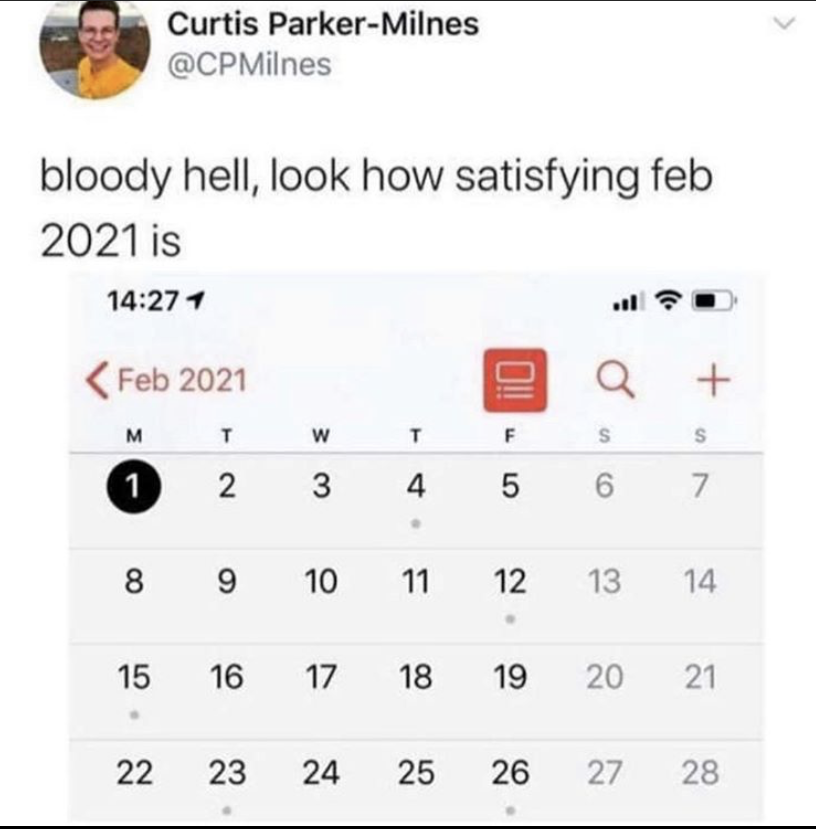 Curtis Parker-Milnes
@CPMilnes
bloody hell, look how satisfying feb
2021 is
14:27
Feb 2021
M T W T F S S
1 2 3 4 5 6 7
8 9 10 11 12 13 14
15 16 17 18 19 20 21
22 23 24 25 26 27 28